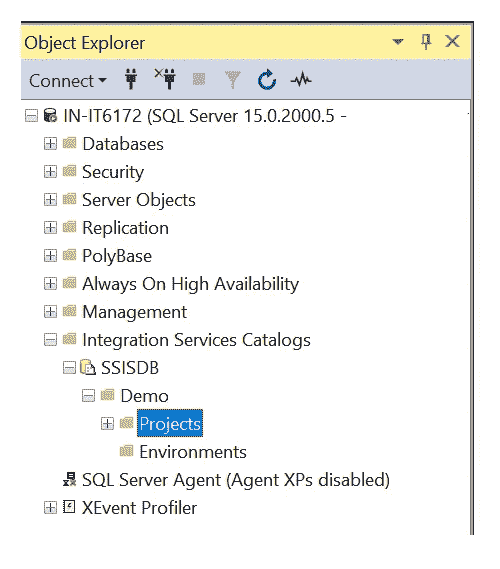 Object Explorer
Connect
IN-IT6172 (SQL Server 15.0.2000.5 -
Databases
Security
Server Objects
Replication
PolyBase
Always On High Availability
Management
Integration Services Catalogs
SSISDB
Demo
Projects
Environments
SQL Server Agent (Agent XPs disabled)
XEvent Profiler